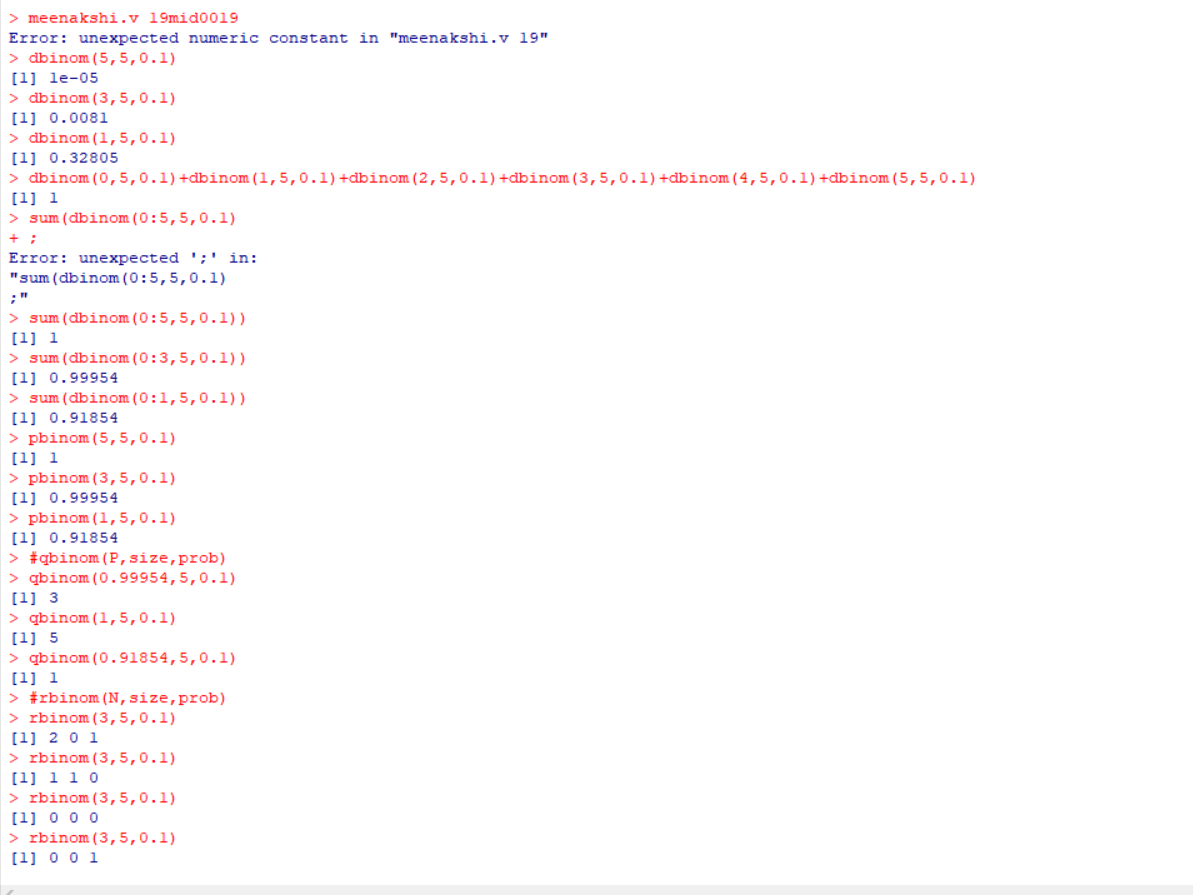 > meenakshi.v 19mid0019
Error: unexpected numeric constant in "meenakshi.v 19"
> dbinom(5,5,0.1)
[1] 1e-05
> dbinom(3,5,0.1)
[1] 0.0081
> dbinom(1,5,0.1)
[1] 0.32805
> dbinom(0,5,0.1)+dbinom(1,5,0.1)+dbinom(2,5,0.1)+dbinom(3,5,0.1)+dbinom(4,5,0.1)+dbinom(5,5,0.1)
[1] 1
> sum(dbinom(0:5,5,0.1)
+ ;
Error: unexpected ';' in:
"sum(dbinom(0:5,5,0.1)
;"
> sum(dbinom(0:5,5,0.1))
[1] 1
> sum(dbinom(0:3,5,0.1))
[1] 0.99954
> sum(dbinom(0:1,5,0.1))
[1] 0.91854
> pbinom(5,5,0.1)
[1] 1
> pbinom(3,5,0.1)
[1] 0.99954
> pbinom(1,5,0.1)
[1] 0.91854
> #qbinom(P,size,prob)
> qbinom(0.99954,5,0.1)
[1] 3
> qbinom(1,5,0.1)
[1] 5
> qbinom(0.91854,5,0.1)
[1] 1
> #rbinom(N,size,prob)
> rbinom(3,5,0.1)
[1] 2 0 1
> rbinom(3,5,0.1)
[1] 1 1 0
> rbinom(3,5,0.1)
[1] 0 0 0
> rbinom(3,5,0.1)
[1] 0 0 1